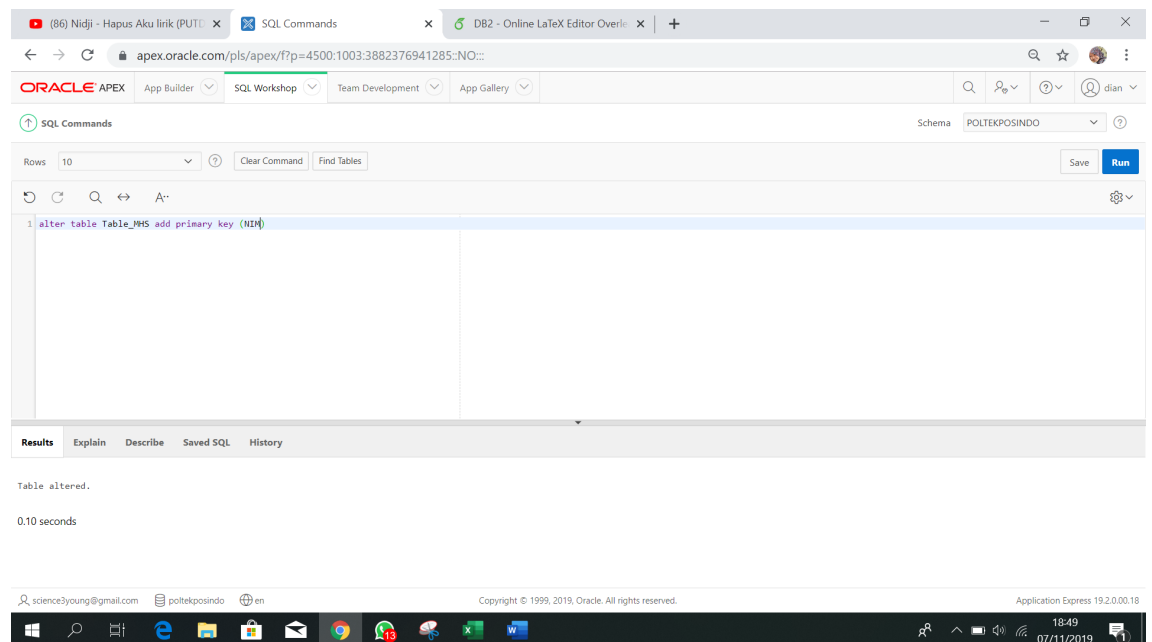 (86) Nidji - Hapus Aku lirik (PUTD
SQL Commands
DB2 - Online LaTeX Editor Overle
apex.oracle.com/pls/apex/f?p=4500:1003:3882376941285::NO:::
ORACLE APEX App Builder SQL Workshop Team Development App Gallery dian
SQL Commands Schema POLTEKPOSINDO
Rows 10 Clear Command Find Tables Save Run
A··
1 alter table Table_MHS add primary key (NIM)
Results Explain Describe Saved SQL History
Table altered.
0.10 seconds
science3young@gmail.com poltekposindo en Copyright © 1999, 2019, Oracle. All rights reserved. Application Express 19.2.0.00.18
13
18:49
07/11/2019